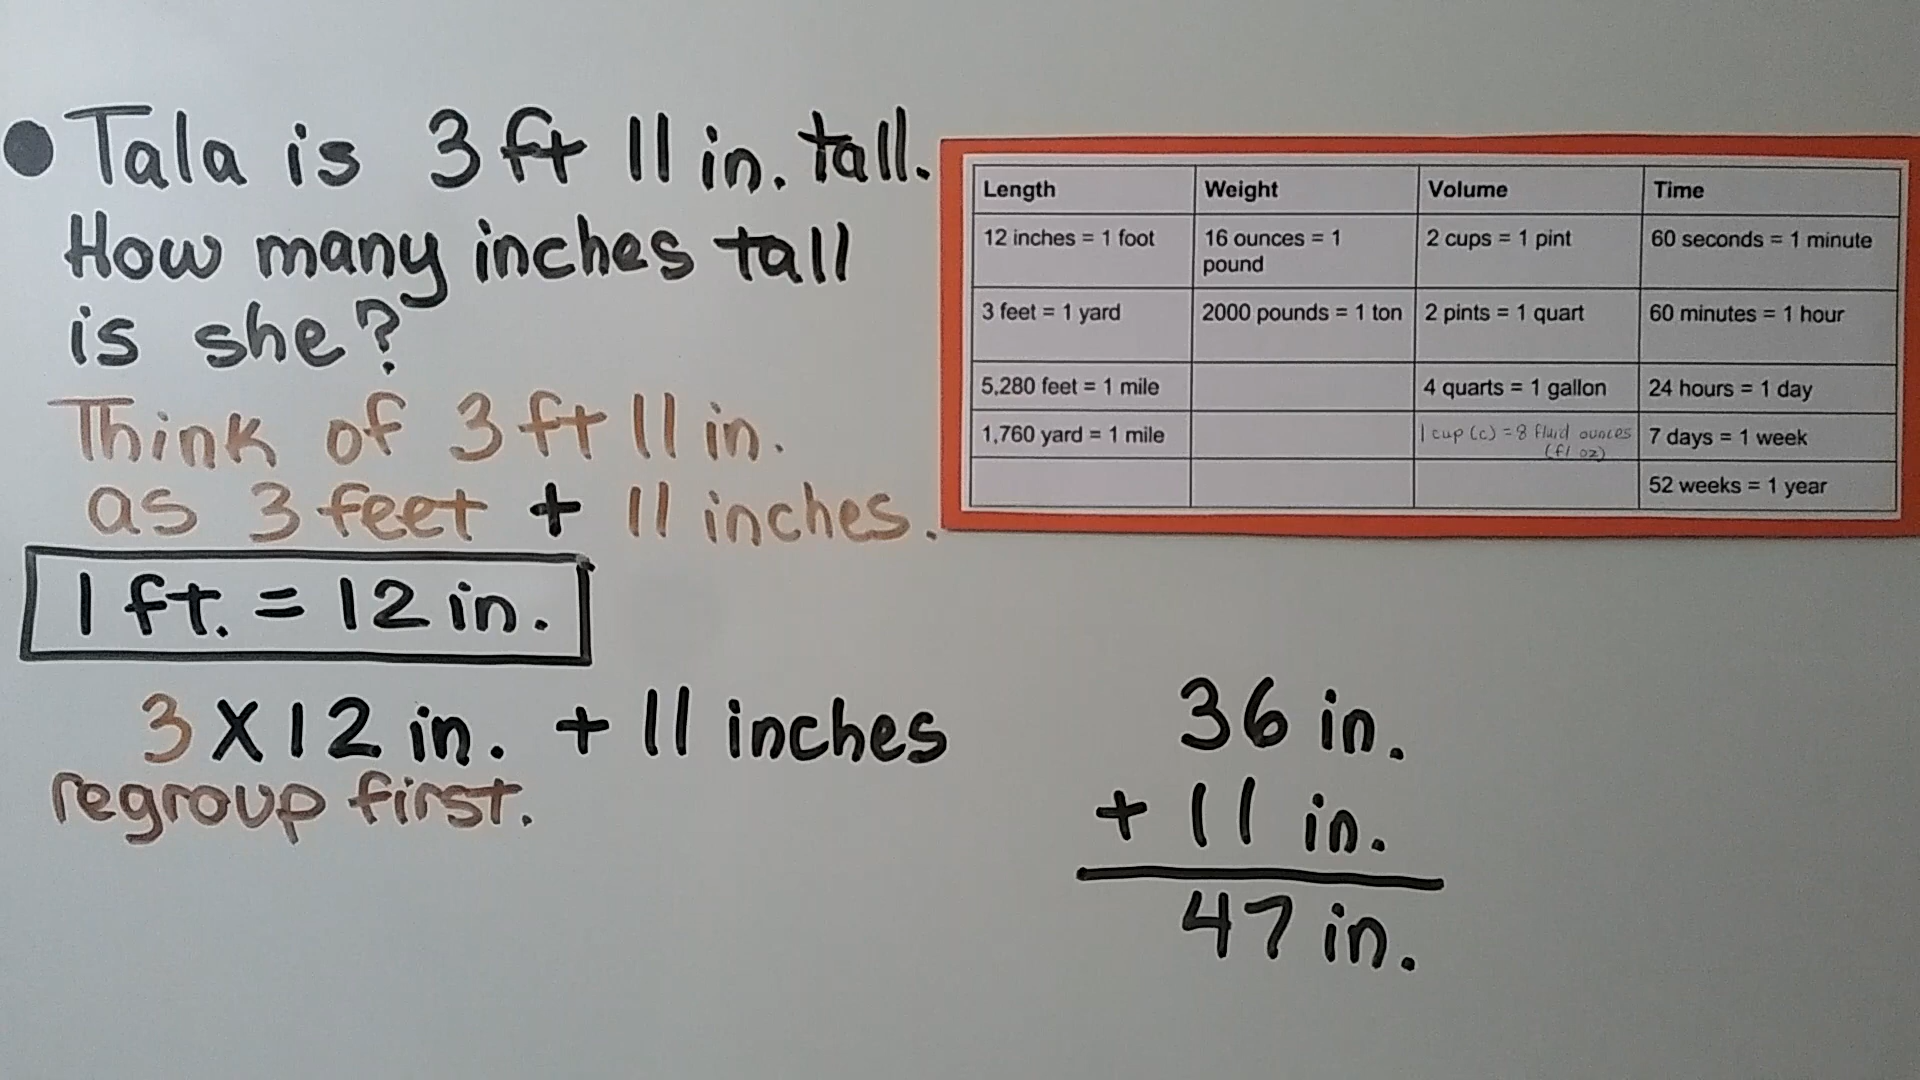 Tala is 3 ft 11 in. tall.
How many inches tall
is she?
Think of 3 ft 11 in.
as 3 feet + 11 inches.
1 ft. = 12 in.
3 X 12 in. + 11 inches
regroup first.
Length Weight Volume Time
12 inches = 1 foot 16 ounces = 1 2 cups = 1 pint 60 seconds = 1 minute
pound
3 feet = 1 yard 2000 pounds = 1 ton 2 pints = 1 quart 60 minutes = 1 hour
5,280 feet = 1 mile 4 quarts = 1 gallon 24 hours = 1 day
1,760 yard = 1 mile 1 cup (c) = 8 fluid ounces 7 days = 1 week
(fl oz)
52 weeks = 1 year
36 in.
+ 11 in.
47 in.